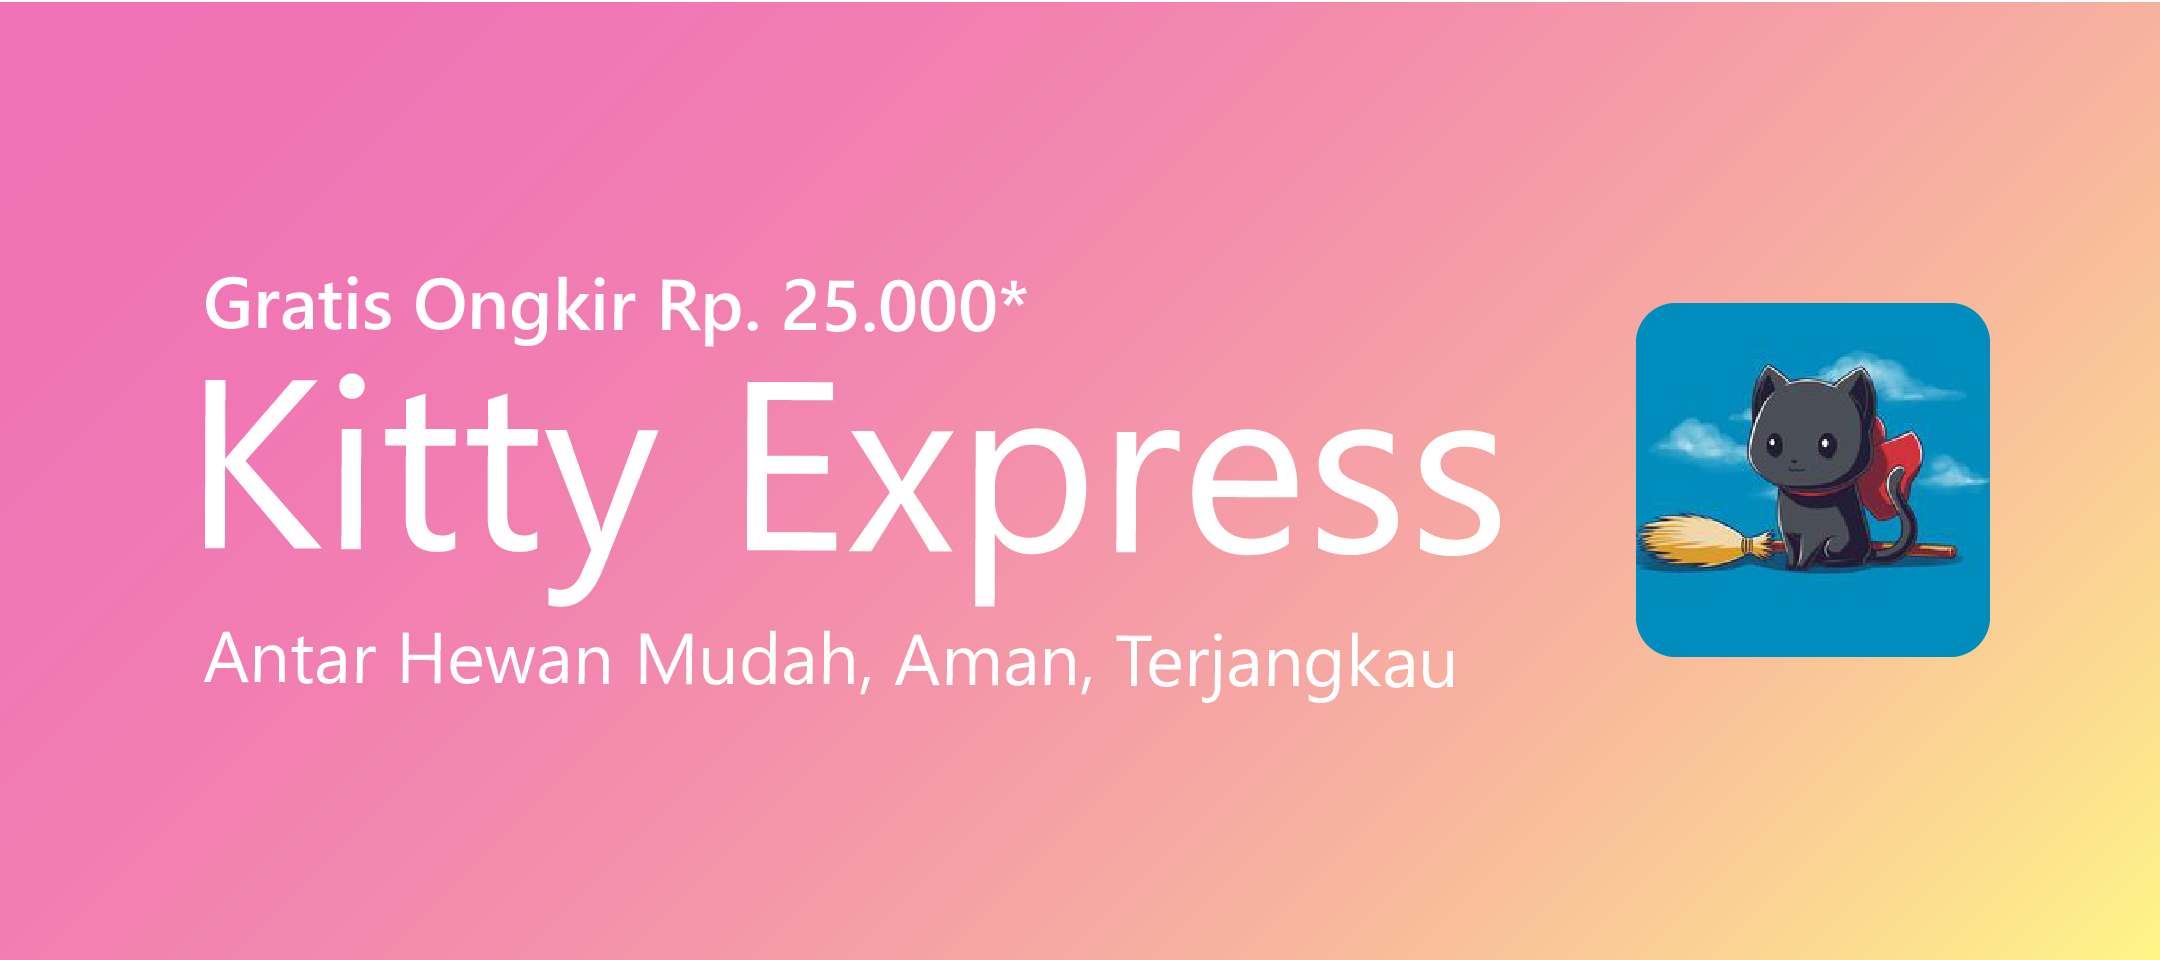 Gratis Ongkir Rp. 25.000*
Kitty Express
Antar Hewan Mudah, Aman, Terjangkau